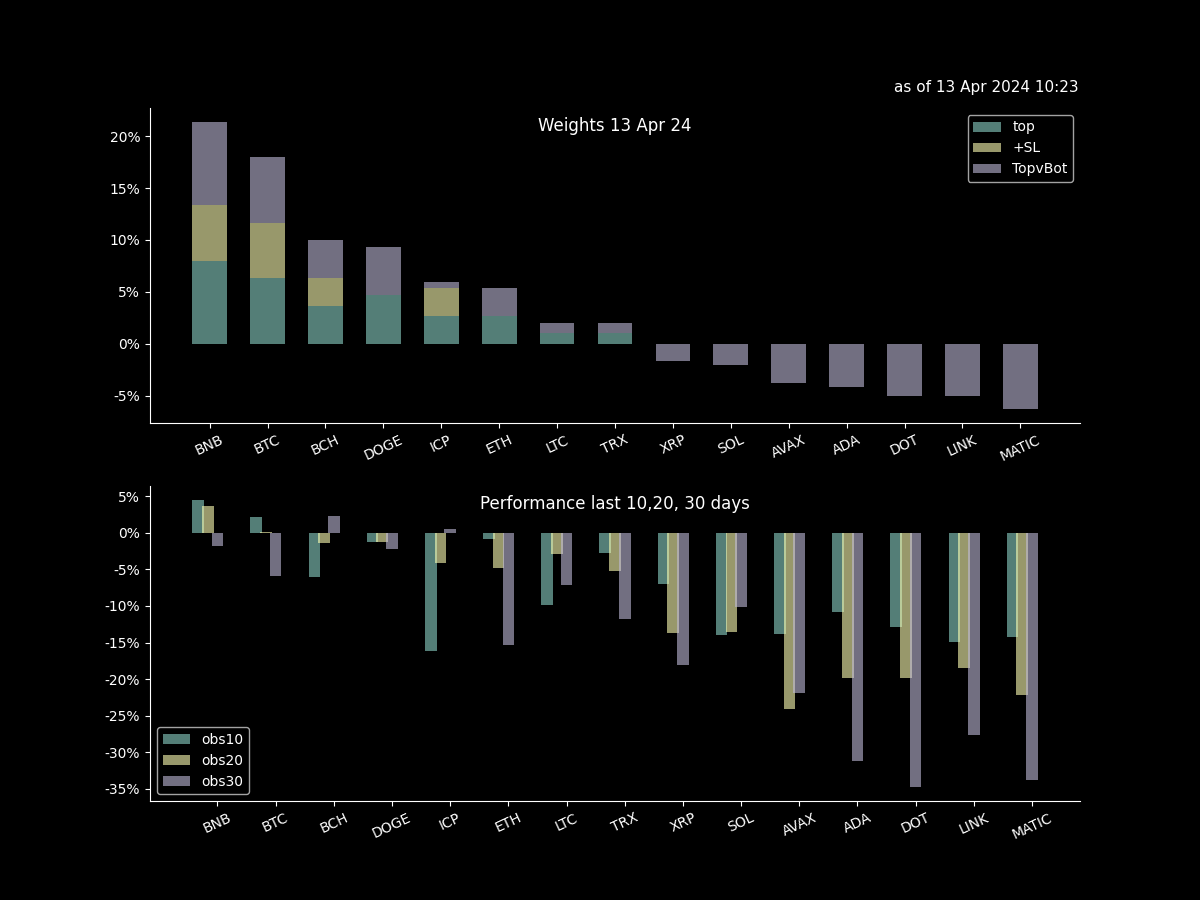 as of 13 Apr 2024 10:23
Weights 13 Apr 24
top
+SL
TopvBot
20%
15%
10%
5%
0%
-5%
BNB BTC BCH DOGE ICP ETH LTC TRX XRP SOL AVAX ADA DOT LINK MATIC
Performance last 10,20, 30 days
5%
0%
-5%
-10%
-15%
-20%
-25%
-30%
-35%
obs10
obs20
obs30
BNB BTC BCH DOGE ICP ETH LTC TRX XRP SOL AVAX ADA DOT LINK MATIC